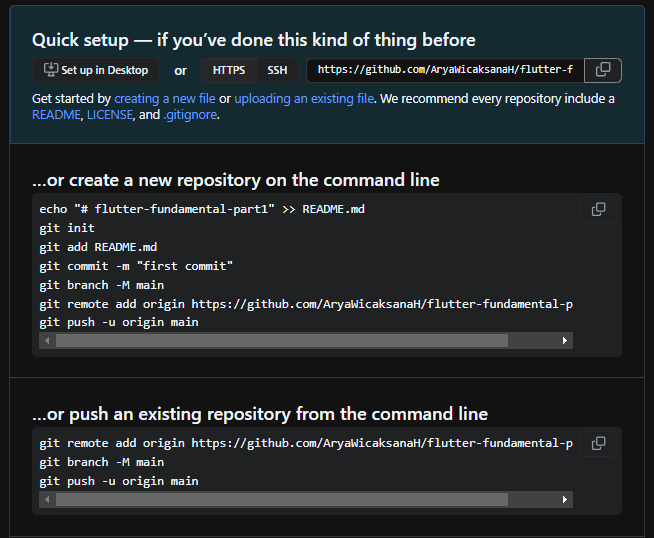 Quick setup — if you've done this kind of thing before
Set up in Desktop or HTTPS SSH https://github.com/AryaWicaksanaH/flutter-f
Get started by creating a new file or uploading an existing file. We recommend every repository include a
README, LICENSE, and .gitignore.
...or create a new repository on the command line
echo "# flutter-fundamental-part1" >> README.md
git init
git add README.md
git commit -m "first commit"
git branch -M main
git remote add origin https://github.com/AryaWicaksanaH/flutter-fundamental-p
git push -u origin main
...or push an existing repository from the command line
git remote add origin https://github.com/AryaWicaksanaH/flutter-fundamental-p
git branch -M main
git push -u origin main